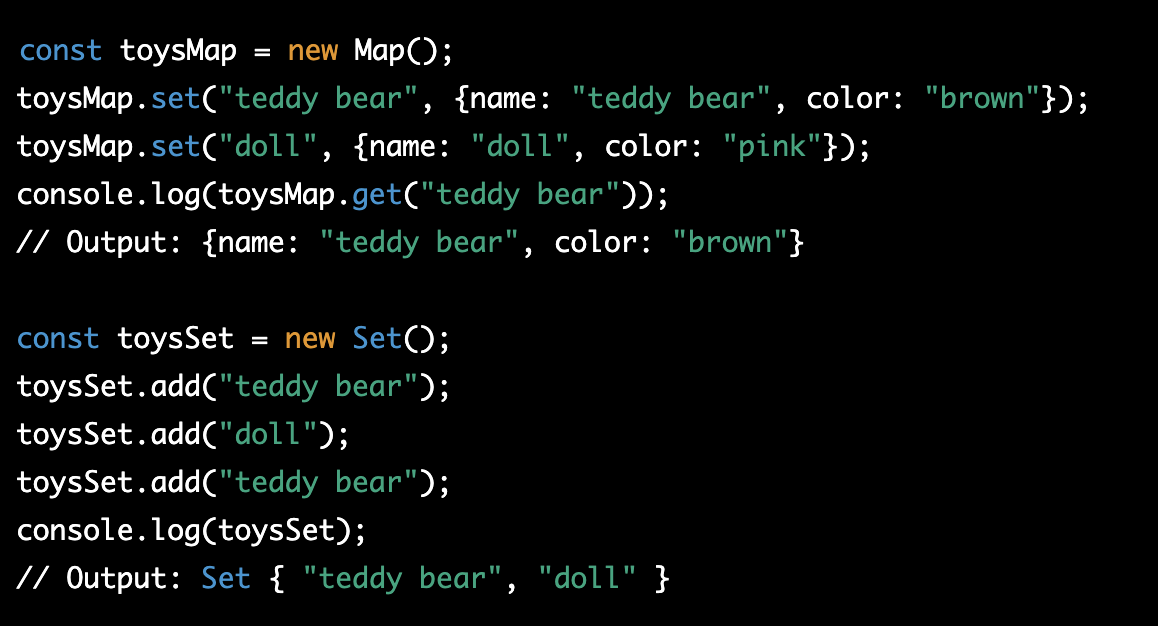 const toysMap = new Map();
toysMap.set("teddy bear", {name: "teddy bear", color: "brown"});
toysMap.set("doll", {name: "doll", color: "pink"});
console.log(toysMap.get("teddy bear"));
// Output: {name: "teddy bear", color: "brown"}
const toysSet = new Set();
toysSet.add("teddy bear");
toysSet.add("doll");
toysSet.add("teddy bear");
console.log(toysSet);
// Output: Set { "teddy bear", "doll" }